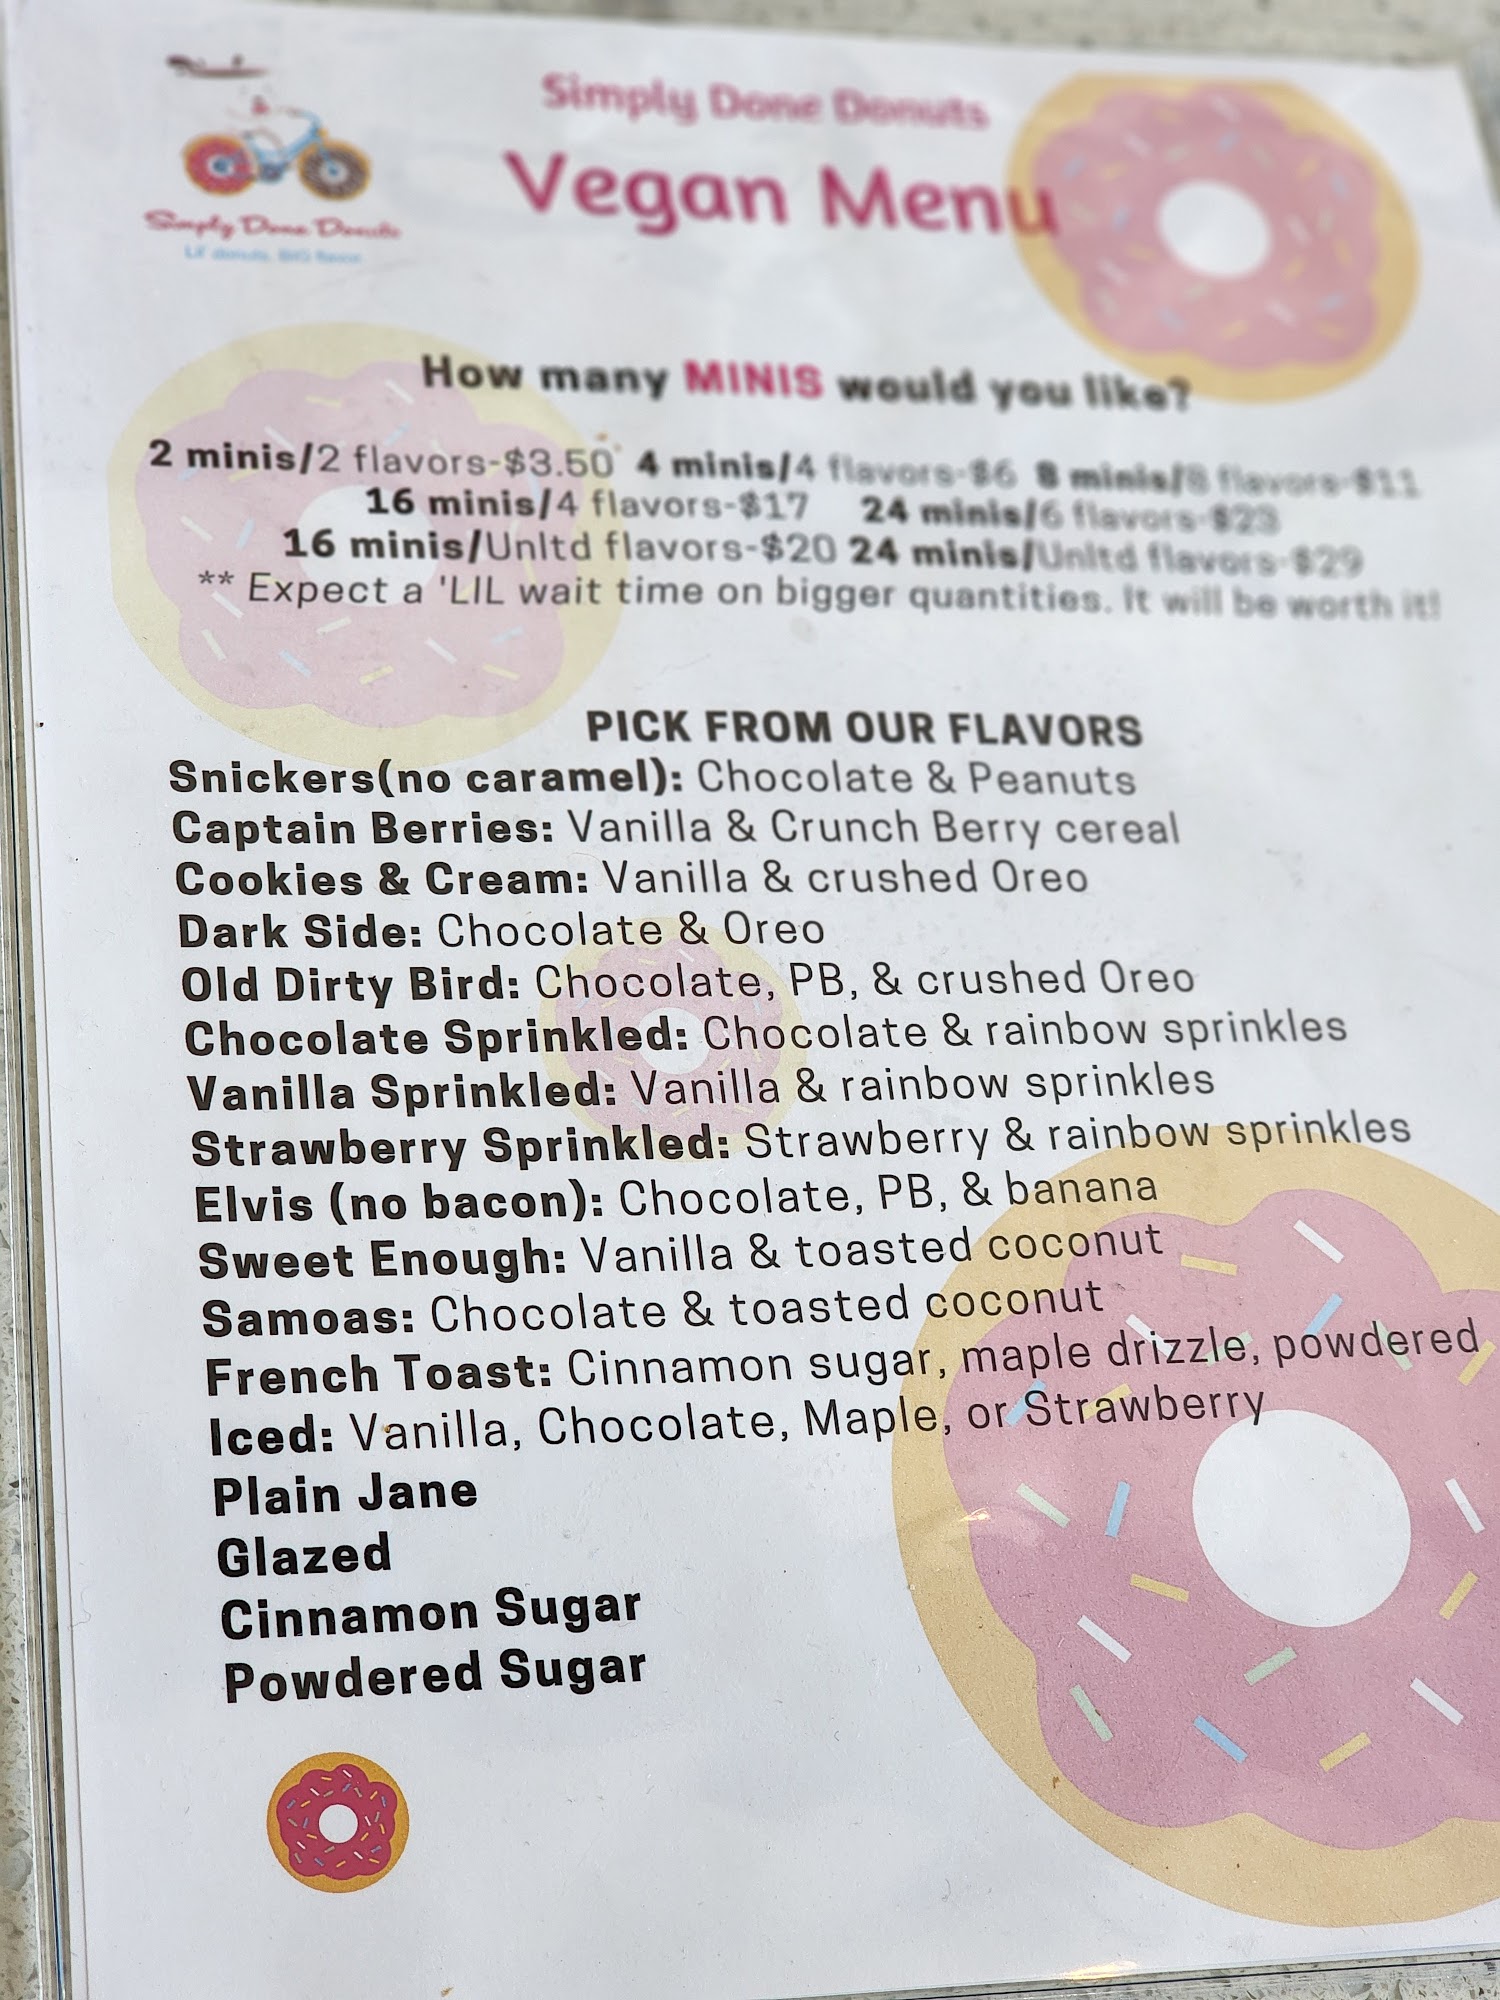 Simply Done Donuts
Vegan Menu
Simply Done Donuts
Lil' donuts, BIG flavor
How many MINIS would you like?
2 minis/2 flavors-$3.50 4 minis/4 flavors-$6 8 minis/8 flavors-$11
16 minis/4 flavors-$17 24 minis/6 flavors-$23
16 minis/Unltd flavors-$20 24 minis/Unltd flavors-$29
** Expect a 'LIL wait time on bigger quantities. It will be worth it!
PICK FROM OUR FLAVORS
Snickers(no caramel): Chocolate & Peanuts
Captain Berries: Vanilla & Crunch Berry cereal
Cookies & Cream: Vanilla & crushed Oreo
Dark Side: Chocolate & Oreo
Old Dirty Bird: Chocolate, PB, & crushed Oreo
Chocolate Sprinkled: Chocolate & rainbow sprinkles
Vanilla Sprinkled: Vanilla & rainbow sprinkles
Strawberry Sprinkled: Strawberry & rainbow sprinkles
Elvis (no bacon): Chocolate, PB, & banana
Sweet Enough: Vanilla & toasted coconut
Samoas: Chocolate & toasted coconut
French Toast: Cinnamon sugar, maple drizzle, powdered
Iced: Vanilla, Chocolate, Maple, or Strawberry
Plain Jane
Glazed
Cinnamon Sugar
Powdered Sugar